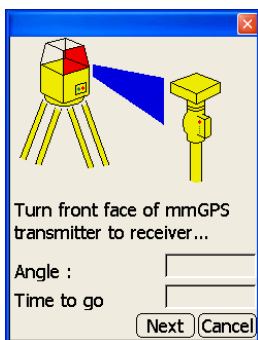 Turn front face of mmGPS
transmitter to receiver...
Angle :
Time to go
Next Cancel